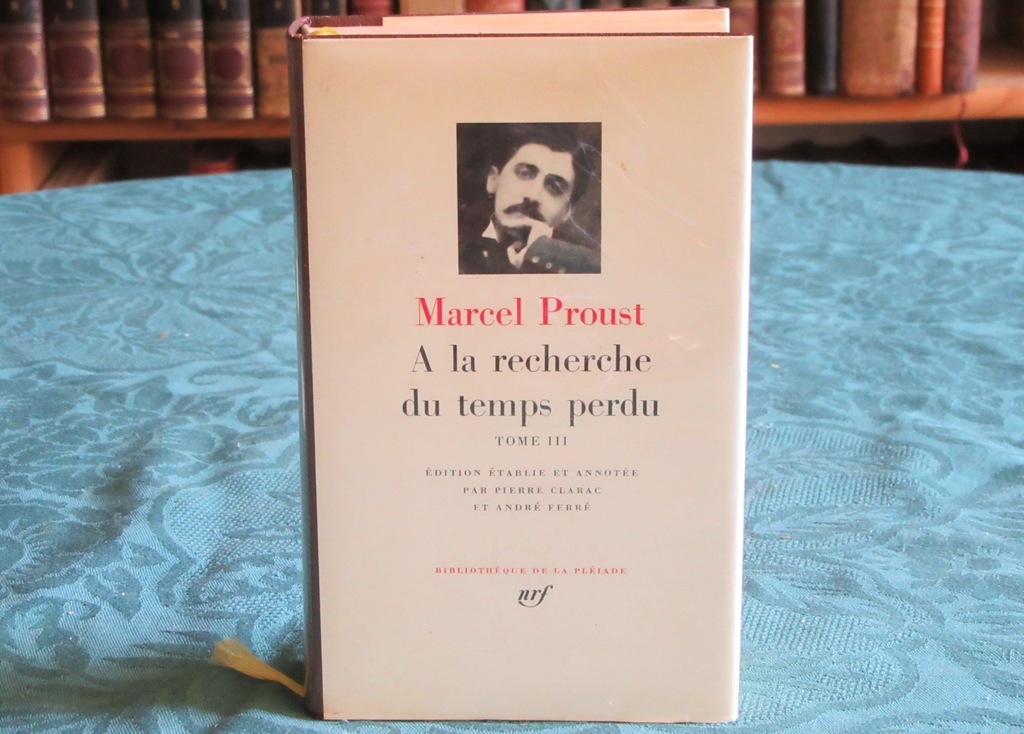 Marcel Proust
A la recherche
du temps perdu
TOME III
ÉDITION ÉTABLIE ET ANNOTÉE
PAR PIERRE CLARAC
ET ANDRÉ FERRÉ
BIBLIOTHÈQUE DE LA PLÉIADE
nrf